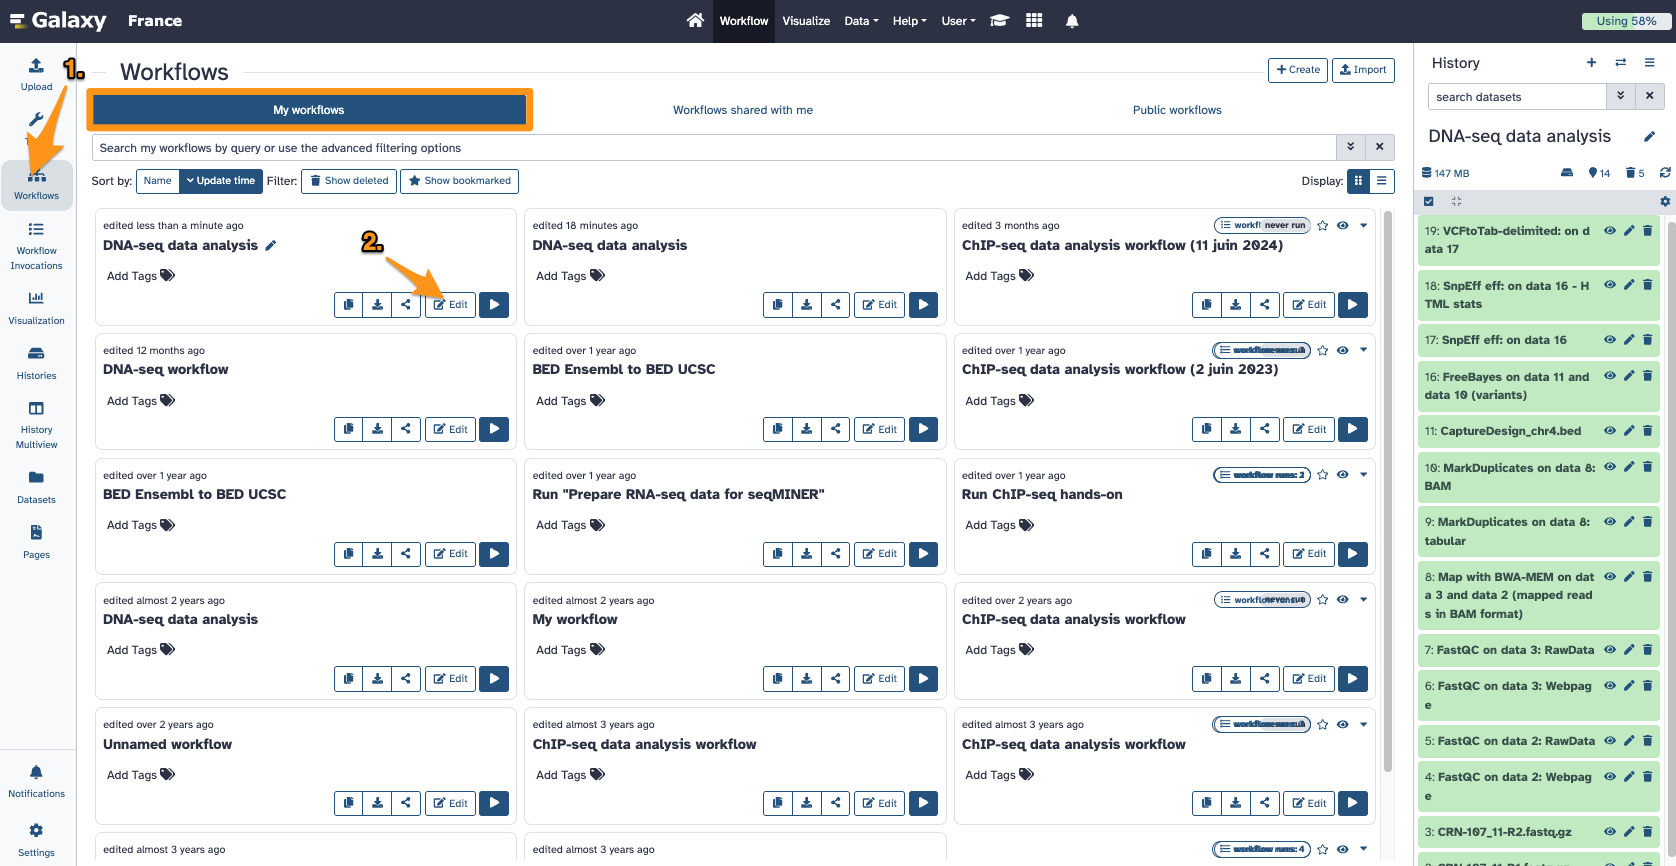 Galaxy France
Workflow Visualize Data Help User
Using 58%
1.
Upload
Workflows
Workflow
Invocations
Visualization
Histories
History
Multiview
Datasets
Pages
Notifications
Settings
Workflows
Create Import
My workflows Workflows shared with me Public workflows
Search my workflows by query or use the advanced filtering options
Sort by: Name Update time Filter: Show deleted Show bookmarked Display:
edited less than a minute ago
DNA-seq data analysis
Add Tags
2.
Edit
edited 18 minutes ago
DNA-seq data analysis
Add Tags
Edit
edited 3 months ago never run
ChIP-seq data analysis workflow (11 juin 2024)
Add Tags
Edit
edited 12 months ago
DNA-seq workflow
Add Tags
Edit
edited over 1 year ago
BED Ensembl to BED UCSC
Add Tags
Edit
edited over 1 year ago
ChIP-seq data analysis workflow (2 juin 2023)
Add Tags
Edit
edited over 1 year ago
BED Ensembl to BED UCSC
Add Tags
Edit
edited over 1 year ago
Run "Prepare RNA-seq data for seqMINER"
Add Tags
Edit
edited over 1 year ago workflow runs: 2
Run ChIP-seq hands-on
Add Tags
Edit
edited almost 2 years ago
DNA-seq data analysis
Add Tags
Edit
edited almost 2 years ago
My workflow
Add Tags
Edit
edited over 2 years ago
ChIP-seq data analysis workflow
Add Tags
Edit
edited over 2 years ago
Unnamed workflow
Add Tags
Edit
edited almost 3 years ago
ChIP-seq data analysis workflow
Add Tags
Edit
edited almost 3 years ago
ChIP-seq data analysis workflow
Add Tags
Edit
edited almost 3 years ago
edited almost 3 years ago
workflow runs: 4
History
search datasets
DNA-seq data analysis
147 MB 14 5
19: VCFtoTab-delimited: on d
ata 17
18: SnpEff eff: on data 16 - H
TML stats
17: SnpEff eff: on data 16
16: FreeBayes on data 11 and
data 10 (variants)
11: CaptureDesign_chr4.bed
10: MarkDuplicates on data 8:
BAM
9: MarkDuplicates on data 8:
tabular
8: Map with BWA-MEM on dat
a 3 and data 2 (mapped read
s in BAM format)
7: FastQC on data 3: RawData
6: FastQC on data 3: Webpag
e
5: FastQC on data 2: RawData
4: FastQC on data 2: Webpag
e
3: CRN-107_11-R2.fastq.gz